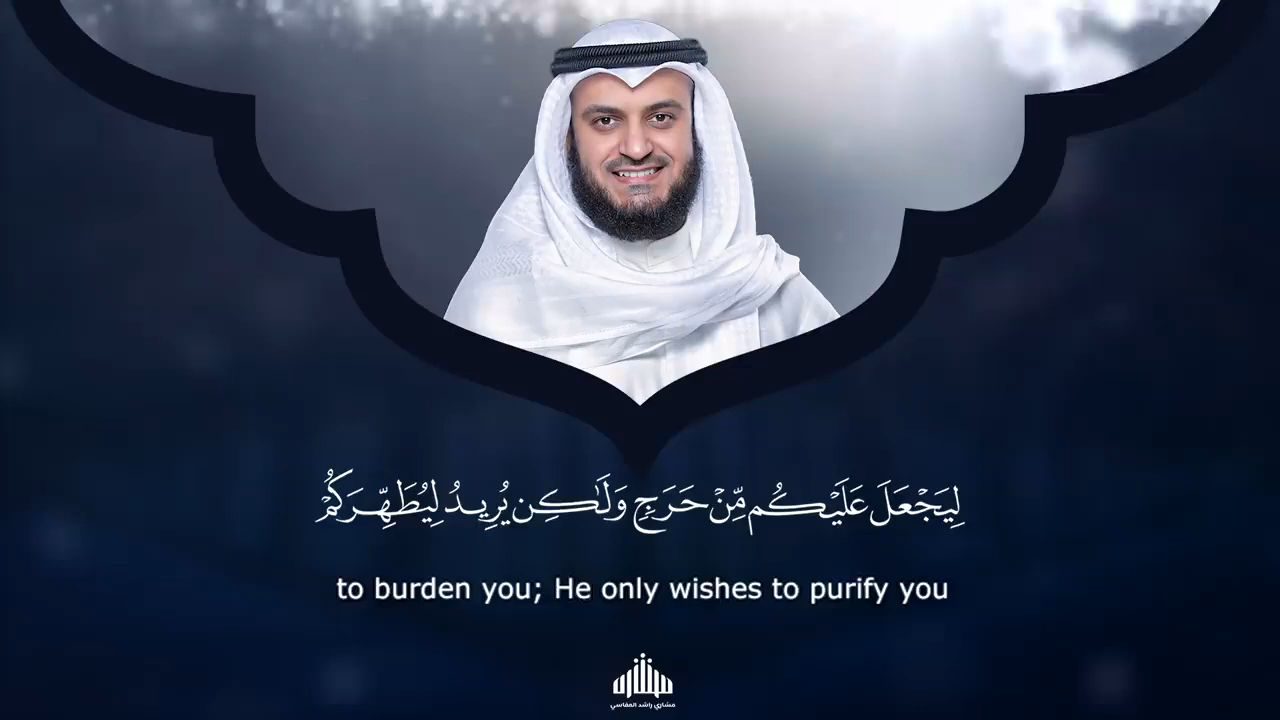 لِيَجْعَلَ عَلَيْكُم مِّنْ حَرَجٍ وَلَٰكِن يُرِيدُ لِيُطَهِّرَكُمْ
to burden you; He only wishes to purify you
مشاري راشد العفاسي